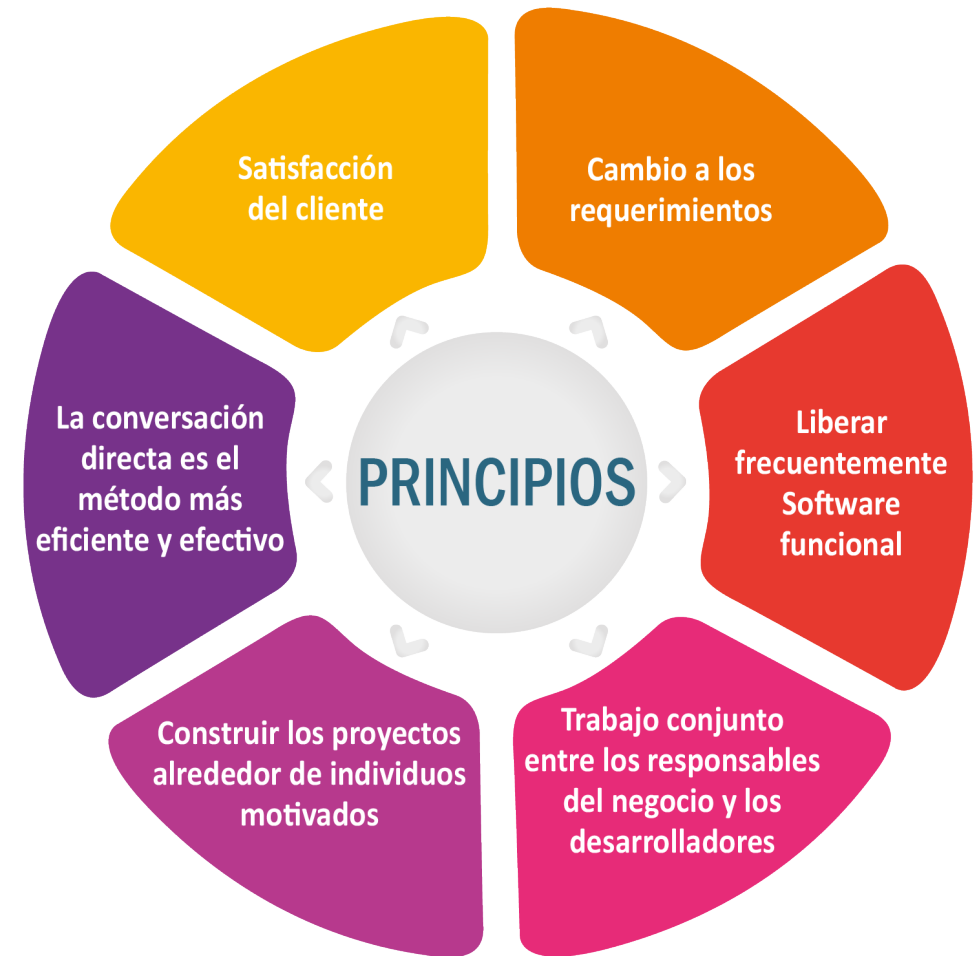 Satisfacción
del cliente
Cambio a los
requerimientos
Liberar
frecuentemente
Software
funcional
Trabajo conjunto
entre los responsables
del negocio y los
desarrolladores
Construir los proyectos
alrededor de individuos
motivados
La conversación
directa es el
método más
eficiente y efectivo
PRINCIPIOS